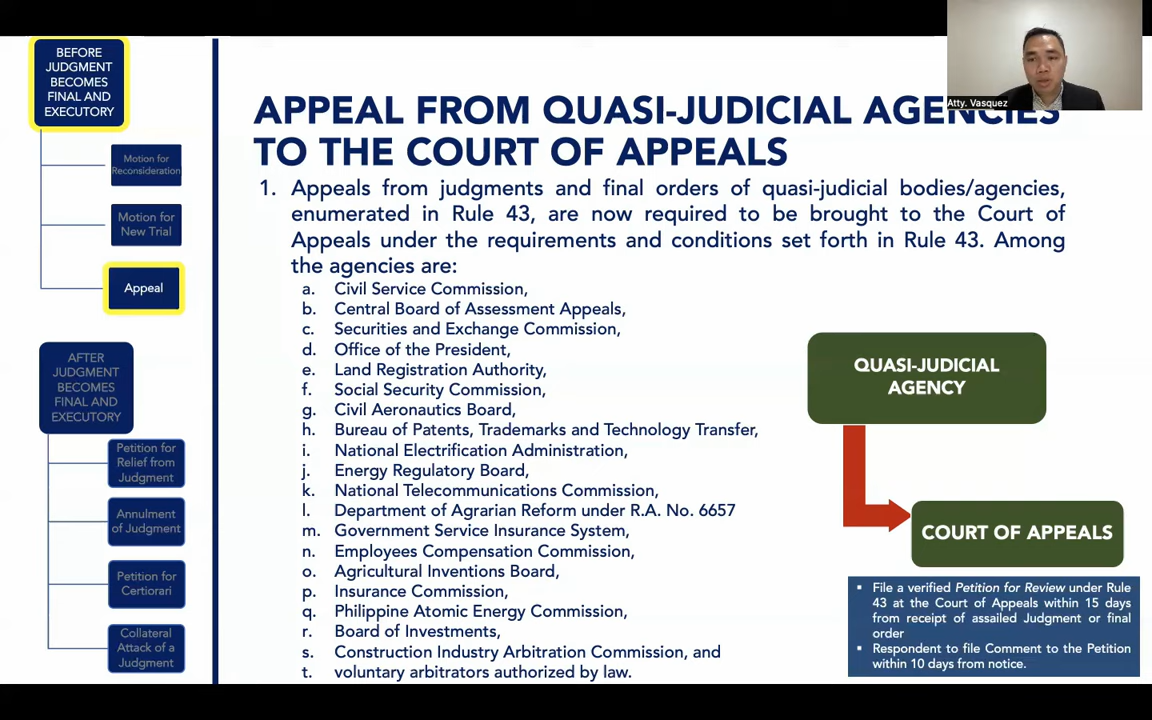 BEFORE
JUDGMENT
BECOMES
FINAL AND
EXECUTORY
Motion for
Reconsideration
Motion for
New Trial
Appeal
AFTER
JUDGMENT
BECOMES
FINAL AND
EXECUTORY
Petition for
Relief from
Judgment
Annulment
of Judgment
Petition for
Certiorari
Collateral
Attack of a
Judgment
Atty. Vasquez
APPEAL FROM QUASI-JUDICIAL AGENCIES
TO THE COURT OF APPEALS
1. Appeals from judgments and final orders of quasi-judicial bodies/agencies,
enumerated in Rule 43, are now required to be brought to the Court of
Appeals under the requirements and conditions set forth in Rule 43. Among
the agencies are:
a. Civil Service Commission,
b. Central Board of Assessment Appeals,
c. Securities and Exchange Commission,
d. Office of the President,
e. Land Registration Authority,
f. Social Security Commission,
g. Civil Aeronautics Board,
h. Bureau of Patents, Trademarks and Technology Transfer,
i. National Electrification Administration,
j. Energy Regulatory Board,
k. National Telecommunications Commission,
l. Department of Agrarian Reform under R.A. No. 6657
m. Government Service Insurance System,
n. Employees Compensation Commission,
o. Agricultural Inventions Board,
p. Insurance Commission,
q. Philippine Atomic Energy Commission,
r. Board of Investments,
s. Construction Industry Arbitration Commission, and
t. voluntary arbitrators authorized by law.
QUASI-JUDICIAL
AGENCY
COURT OF APPEALS
▪ File a verified Petition for Review under Rule
43 at the Court of Appeals within 15 days
from receipt of assailed Judgment or final
order
▪ Respondent to file Comment to the Petition
within 10 days from notice.